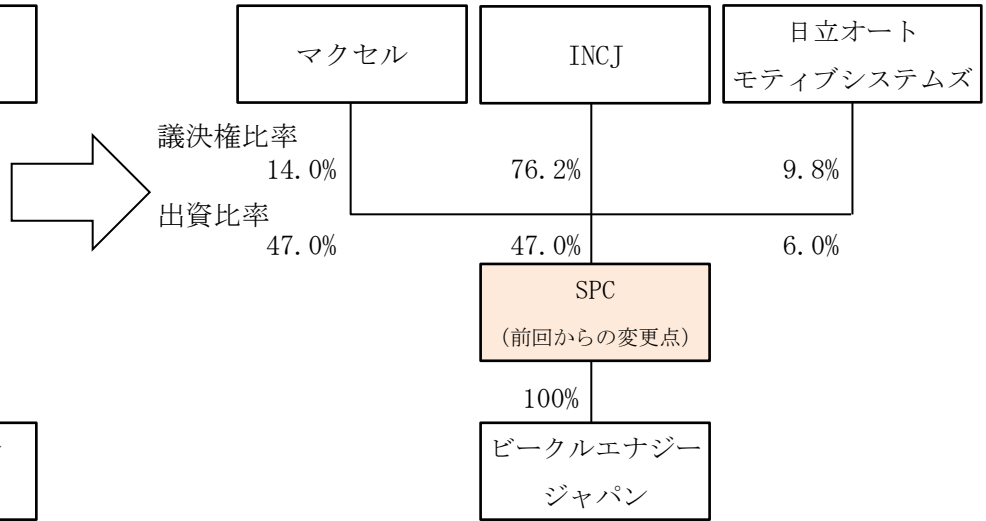 マクセル
INCJ
日立オート
モティブシステムズ
議決権比率
14.0%
76.2%
9.8%
出資比率
47.0%
47.0%
6.0%
SPC
(前回からの変更点)
100%
ビークルエナジー
ジャパン